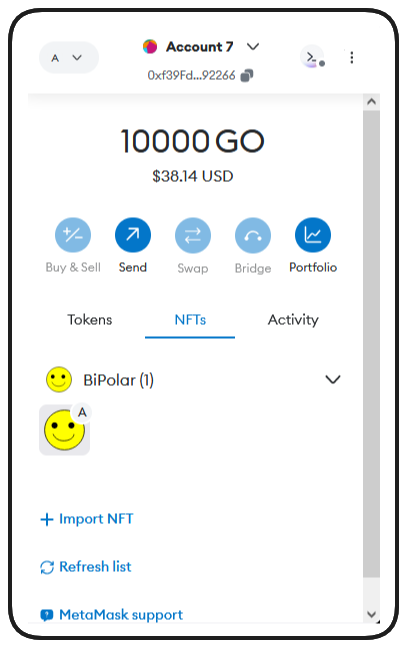 A
Account 7
0xf39Fd...92266
10000 GO
$38.14 USD
Buy & Sell
Send
Swap
Bridge
Portfolio
Tokens
NFTs
Activity
BiPolar (1)
A
Import NFT
Refresh list
MetaMask support